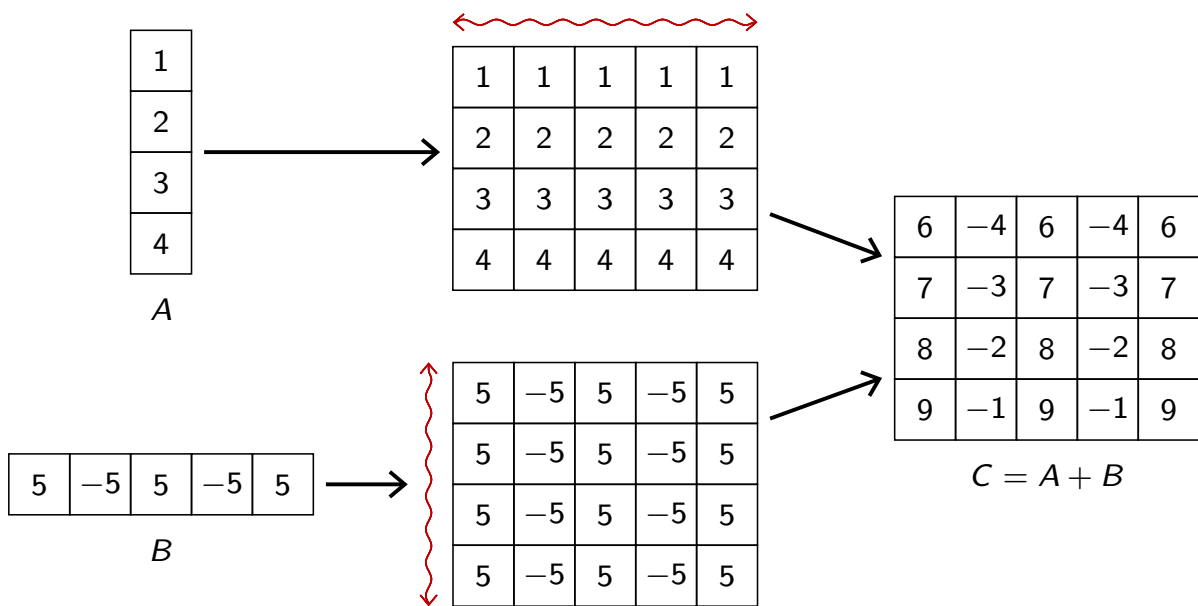 1
2
3
4
A
1 1 1 1 1
2 2 2 2 2
3 3 3 3 3
4 4 4 4 4
5 −5 5 −5 5
B
5 −5 5 −5 5
5 −5 5 −5 5
5 −5 5 −5 5
5 −5 5 −5 5
6 −4 6 −4 6
7 −3 7 −3 7
8 −2 8 −2 8
9 −1 9 −1 9
C = A + B